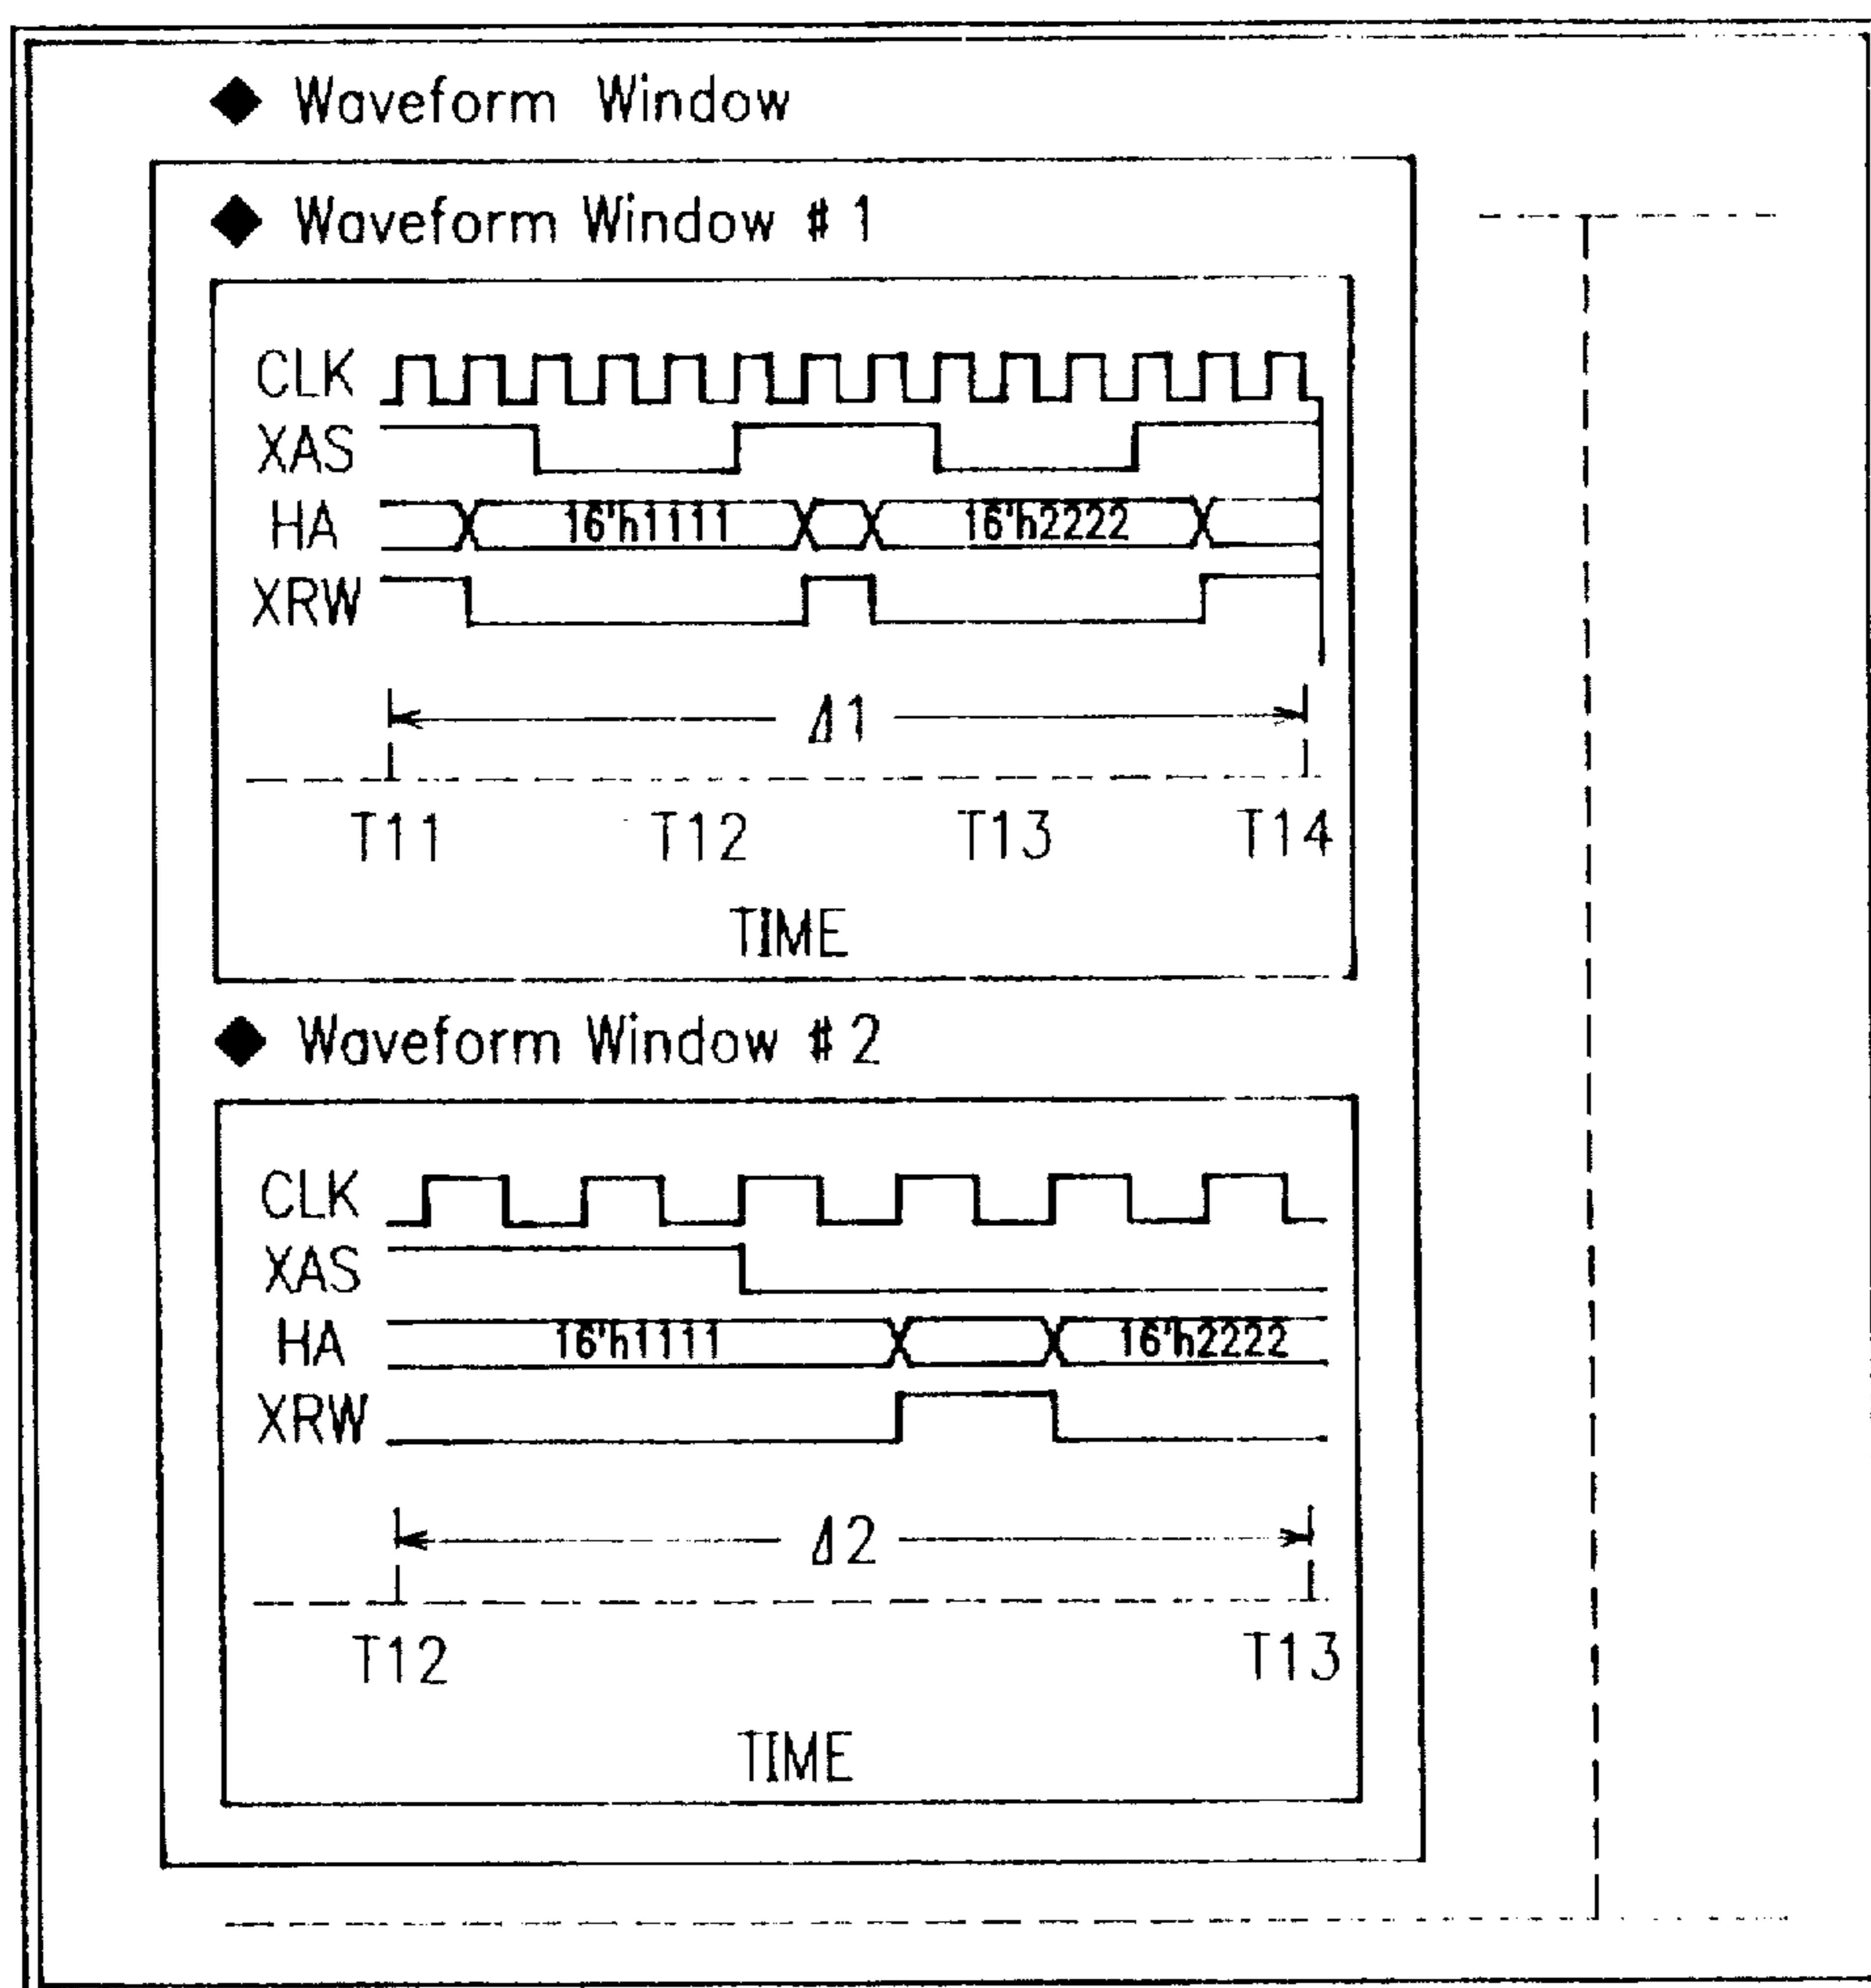 ◆ Waveform Window
◆ Waveform Window # 1
CLK
XAS
HA 16'h1111 16'h2222
XRW
Δ1
T11 T12 T13 T14
TIME
◆ Waveform Window # 2
CLK
XAS
HA 16'h1111 16'h2222
XRW
Δ2
T12 T13
TIME